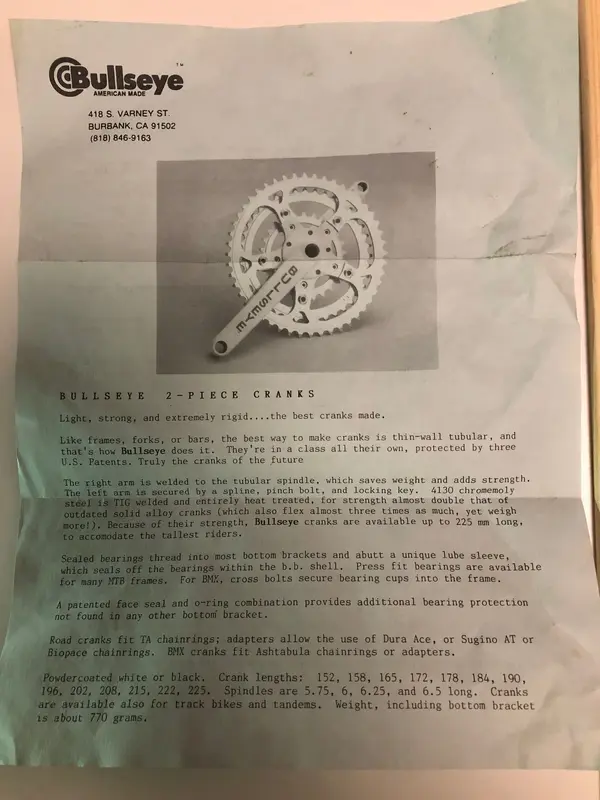 Bullseye™
AMERICAN MADE
418 S. VARNEY ST.
BURBANK, CA 91502
(818) 846-9163
BULLSEYE
BULLSEYE 2-PIECE CRANKS
Light, strong, and extremely rigid....the best cranks made.
Like frames, forks, or bars, the best way to make cranks is thin-wall tubular, and
that's how Bullseye does it. They're in a class all their own, protected by three
U.S. Patents. Truly the cranks of the future
The right arm is welded to the tubular spindle, which saves weight and adds strength.
The left arm is secured by a spline, pinch bolt, and locking key. 4130 chromemoly
steel is TIG welded and entirely heat treated, for strength almost double that of
outdated solid alloy cranks (which also flex almost three times as much, yet weigh
more!). Because of their strength, Bullseye cranks are available up to 225 mm long,
to accomodate the tallest riders.
Sealed bearings thread into most bottom brackets and abutt a unique lube sleeve,
which seals off the bearings within the b.b. shell. Press fit bearings are available
for many MTB frames. For BMX, cross bolts secure bearing cups into the frame.
A patented face seal and o-ring combination provides additional bearing protection
not found in any other bottom bracket.
Road cranks fit TA chainrings; adapters allow the use of Dura Ace, or Sugino AT or
Biopace chainrings. BMX cranks fit Ashtabula chainrings or adapters.
Powdercoated white or black. Crank lengths: 152, 158, 165, 172, 178, 184, 190,
196, 202, 208, 215, 222, 225. Spindles are 5.75, 6, 6.25, and 6.5 long. Cranks
are available also for track bikes and tandems. Weight, including bottom bracket
is about 770 grams.